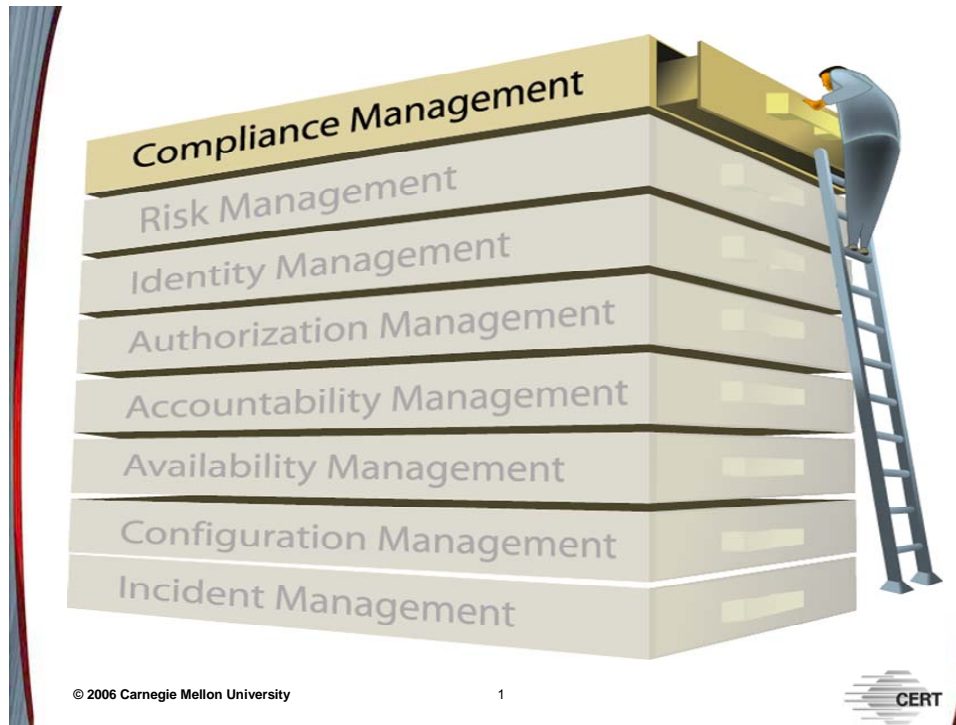 Compliance Management
Risk Management
Identity Management
Authorization Management
Accountability Management
Availability Management
Configuration Management
Incident Management
© 2006 Carnegie Mellon University
1
CERT